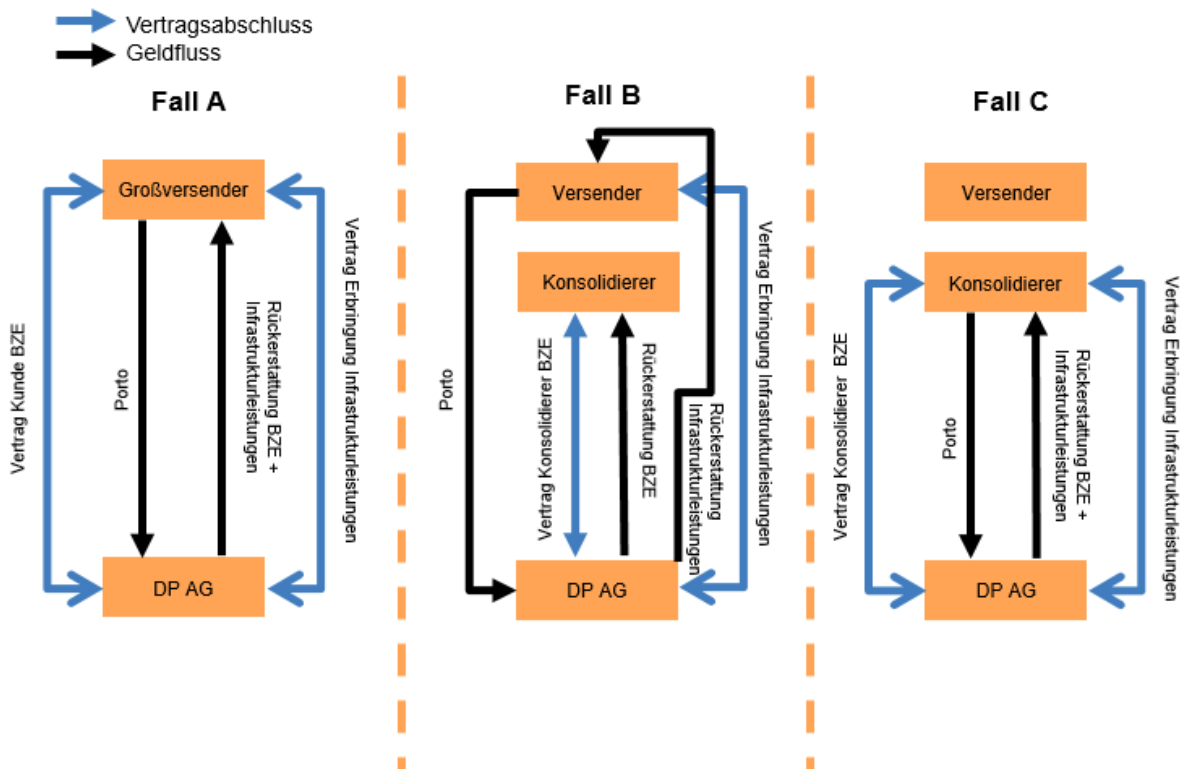 Vertragsabschluss
Geldfluss
Fall A
Großversender
Vertrag Kunde BZE
Porto
Rückerstattung BZE +
Infrastrukturleistungen
Vertrag Erbringung Infrastrukturleistungen
DP AG
Fall B
Versender
Konsolidierer
Porto
Vertrag Konsolidierer BZE
Rückerstattung BZE
Rückerstattung
Infrastrukturleistungen
Vertrag Erbringung Infrastrukturleistungen
DP AG
Fall C
Versender
Konsolidierer
Vertrag Konsolidierer BZE
Porto
Rückerstattung BZE +
Infrastrukturleistungen
Vertrag Erbringung Infrastrukturleistungen
DP AG